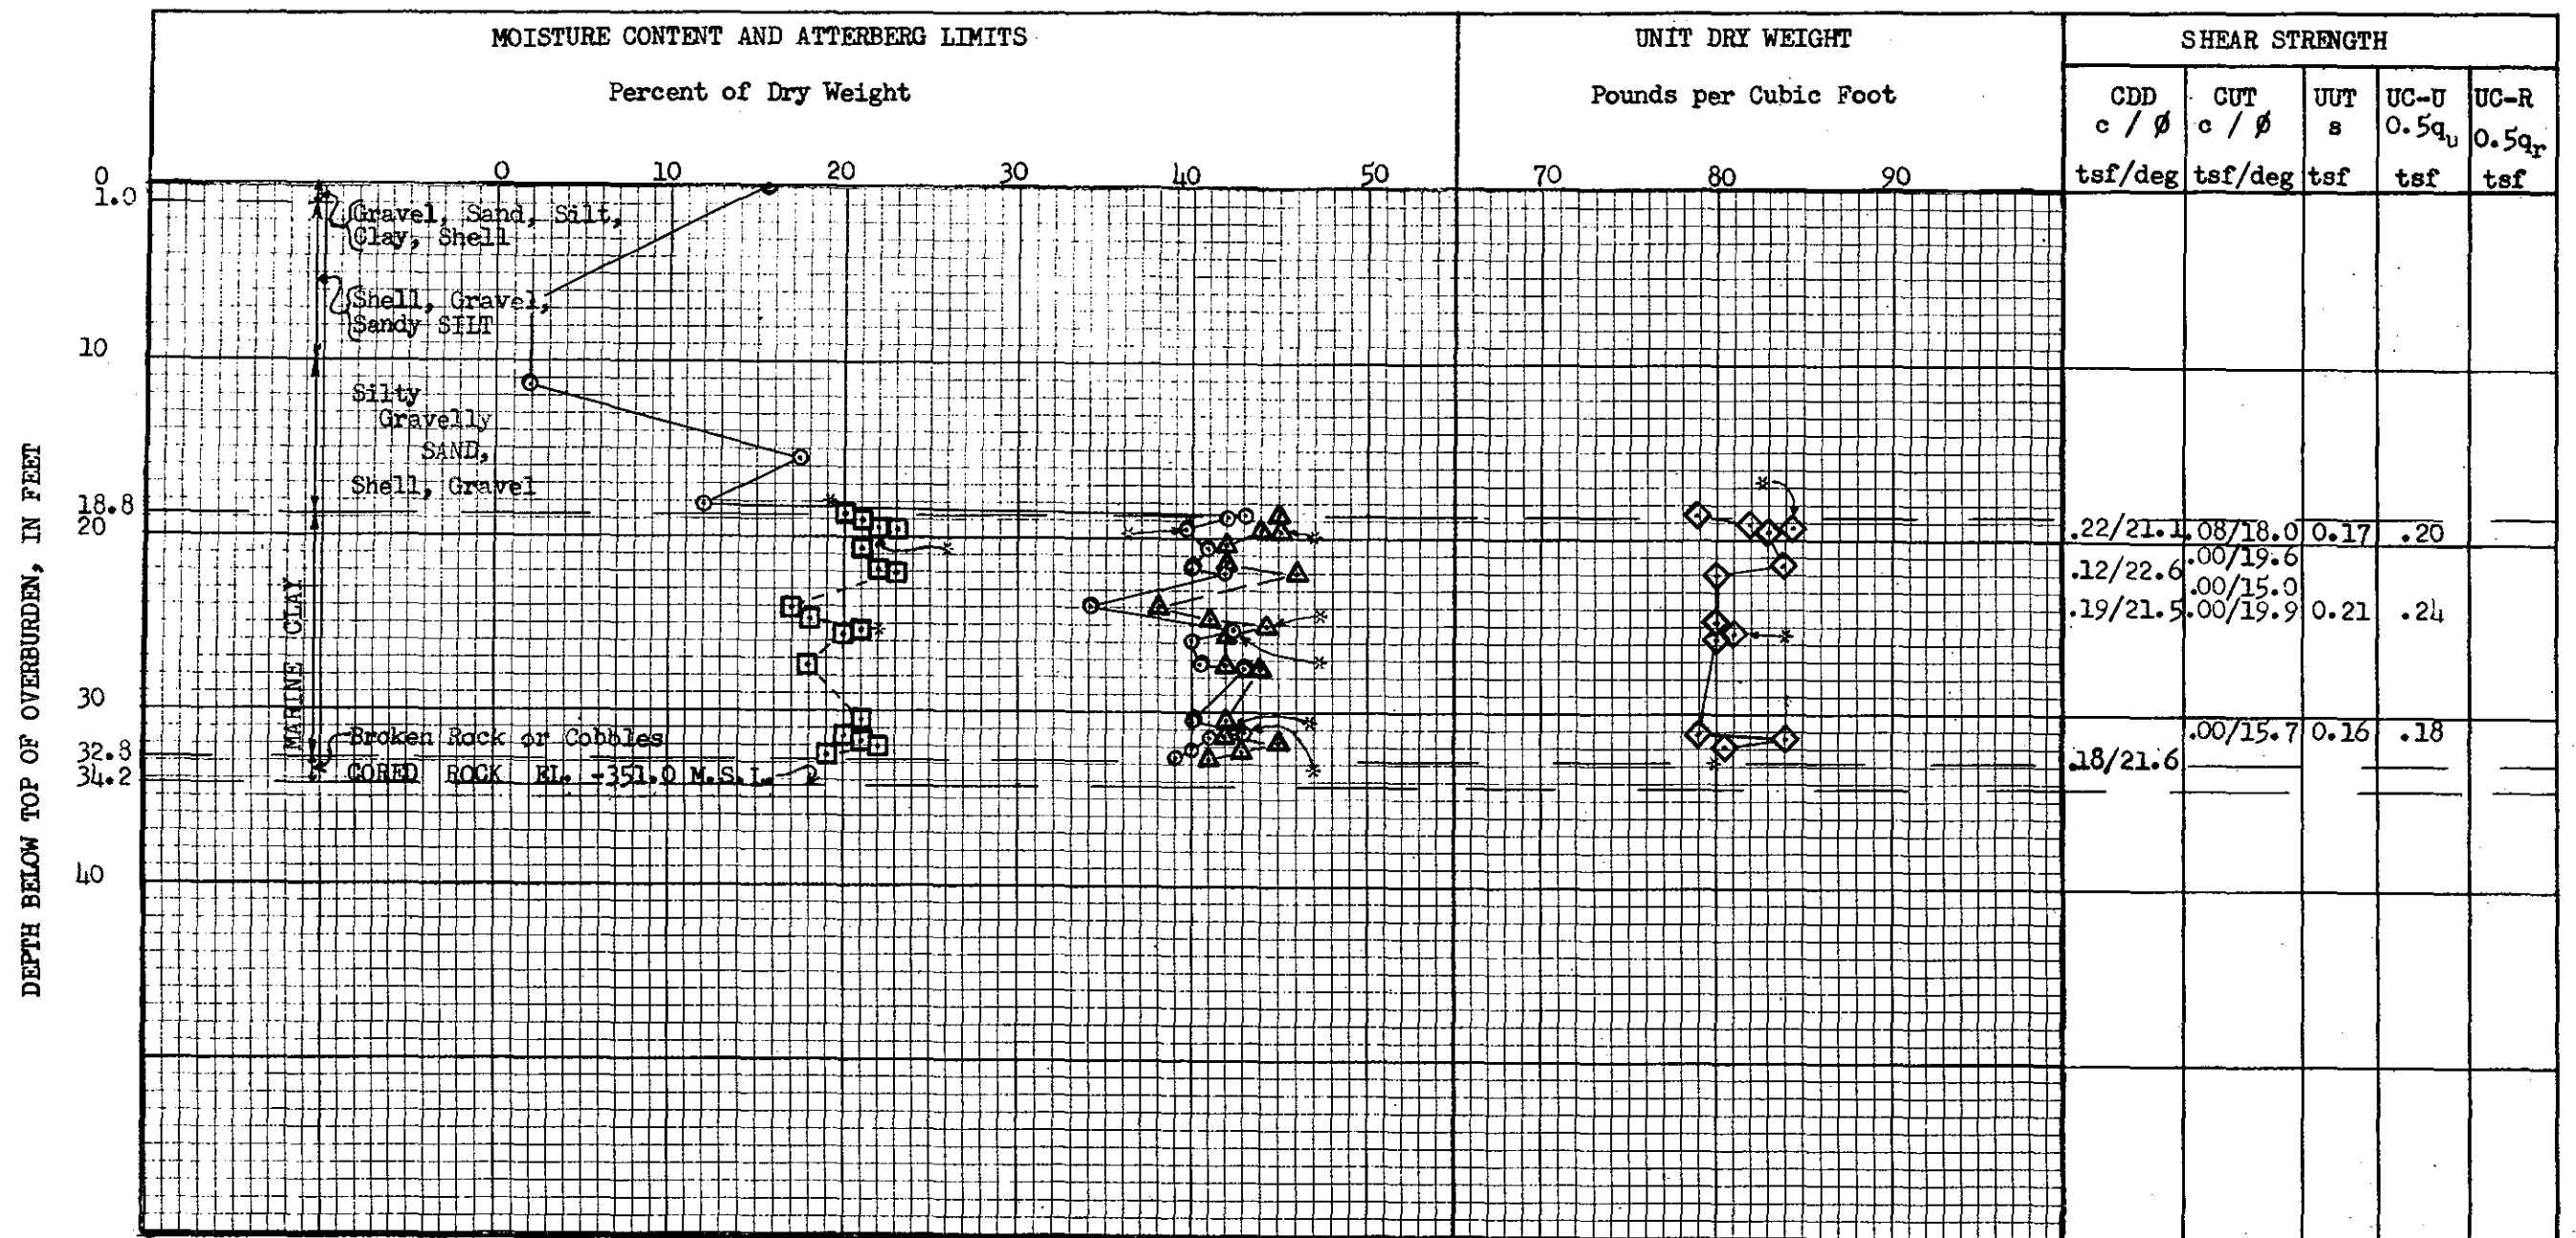 MOISTURE CONTENT AND ATTERBERG LIMITS
Percent of Dry Weight
UNIT DRY WEIGHT
Pounds per Cubic Foot
SHEAR STRENGTH
CDD
c / Ø
tsf/deg
CUT
c / Ø
tsf/deg
UUT
s
tsf
UC-U
0.5qu
tsf
UC-R
0.5qr
tsf
0 10 20 30 40 50 70 80 90
DEPTH BELOW TOP OF OVERBURDEN, IN FEET
0
1.0
10
18.8
20
30
32.8
34.2
40
Gravel, Sand, Silt,
Clay, Shell
Shell, Gravel,
Sandy SILT
Silty
Gravelly
SAND,
Shell, Gravel
MARINE CLAY
Broken Rock or Cobbles
CORED ROCK EL. -351.0 M.S.L.
* * * * * * * * * * * * *
.22/21.1 .08/18.0 0.17 .20
.00/19.6
.12/22.6
.00/15.0
.19/21.5 .00/19.9 0.21 .24
.00/15.7 0.16 .18
.18/21.6